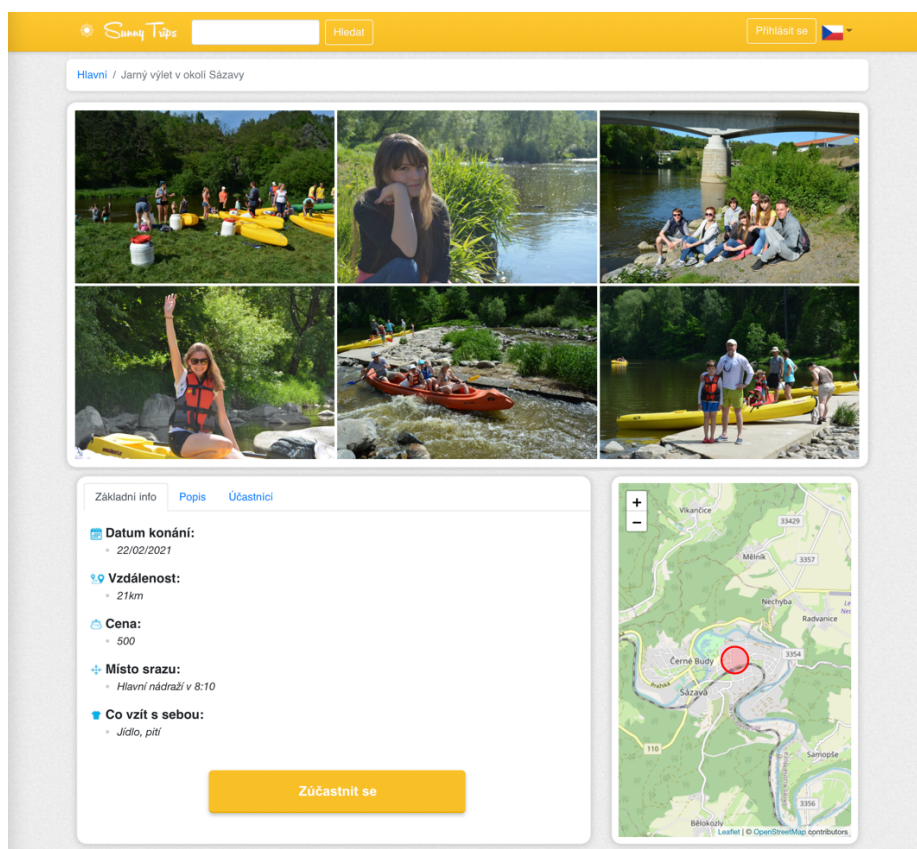 Sunny Trips
Hledat
Přihlásit se
Hlavní / Jarný výlet v okolí Sázavy
Základní info
Popis
Účastníci
Datum konání:
22/02/2021
Vzdálenost:
21km
Cena:
500
Místo srazu:
Hlavní nádraží v 8:10
Co vzít s sebou:
Jídlo, pití
Zúčastnit se
+
−
Vlkančice
33429
Mělník
3357
Nechyba
Radvanice
Černé Budy
3354
Pražská
Sázava
110
Samopše
3356
Bělokozly
Leaflet | © OpenStreetMap contributors